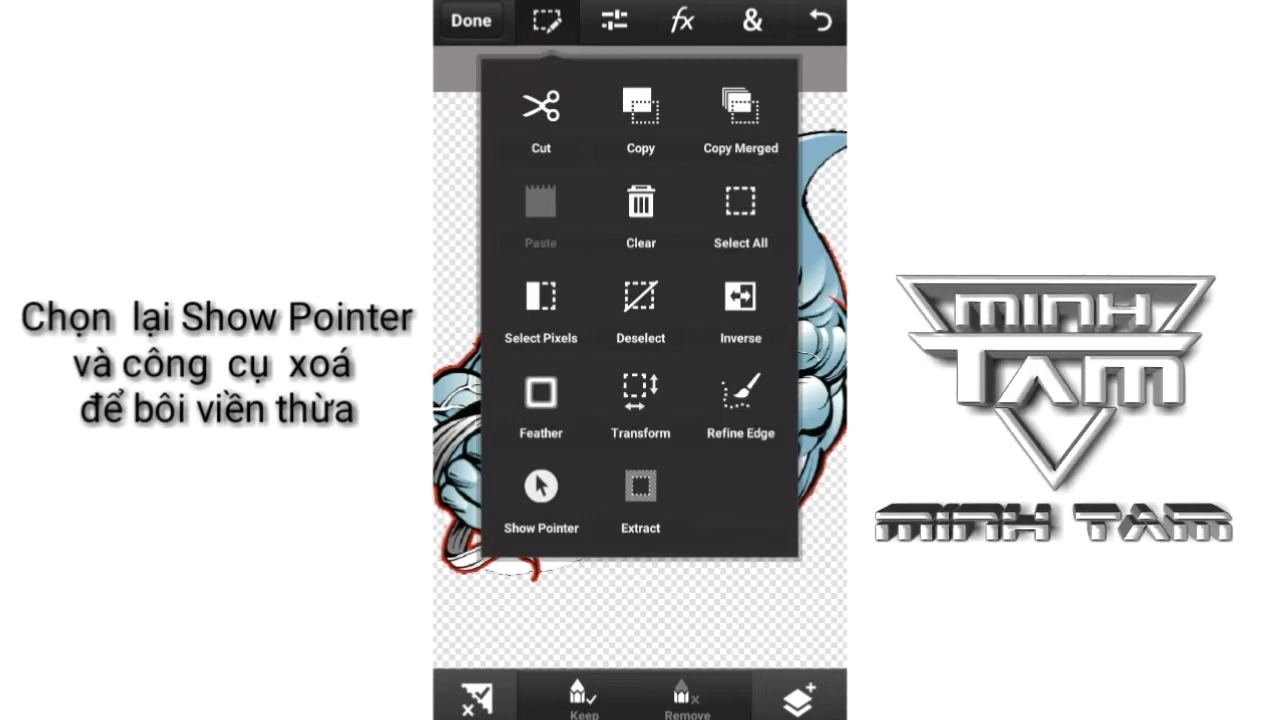 Done
fx
&
Cut
Copy
Copy Merged
Paste
Clear
Select All
Select Pixels
Deselect
Inverse
Feather
Transform
Refine Edge
Show Pointer
Extract
Keep
Remove
Chọn lại Show Pointer
và công cụ xoá
để bôi viền thừa
MINH
TAM
MINH TAM